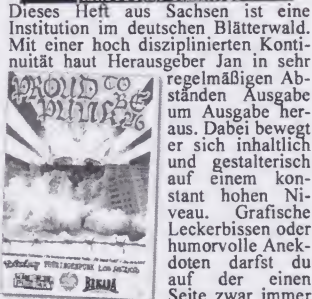 Dieses Heft aus Sachsen ist eine
Institution im deutschen Blätterwald.
Mit einer hoch disziplinierten Konti-
nuität haut Herausgeber Jan in sehr
regelmäßigen Ab-
ständen Ausgabe
um Ausgabe her-
aus. Dabei bewegt
er sich inhaltlich
und gestalterisch
auf einem kon-
stant hohen Ni-
veau. Grafische
Leckerbissen oder
humorvolle Anek-
doten darfst du
auf der einen
Seite zwar immer
PROUD TO
BE
PUNK 26